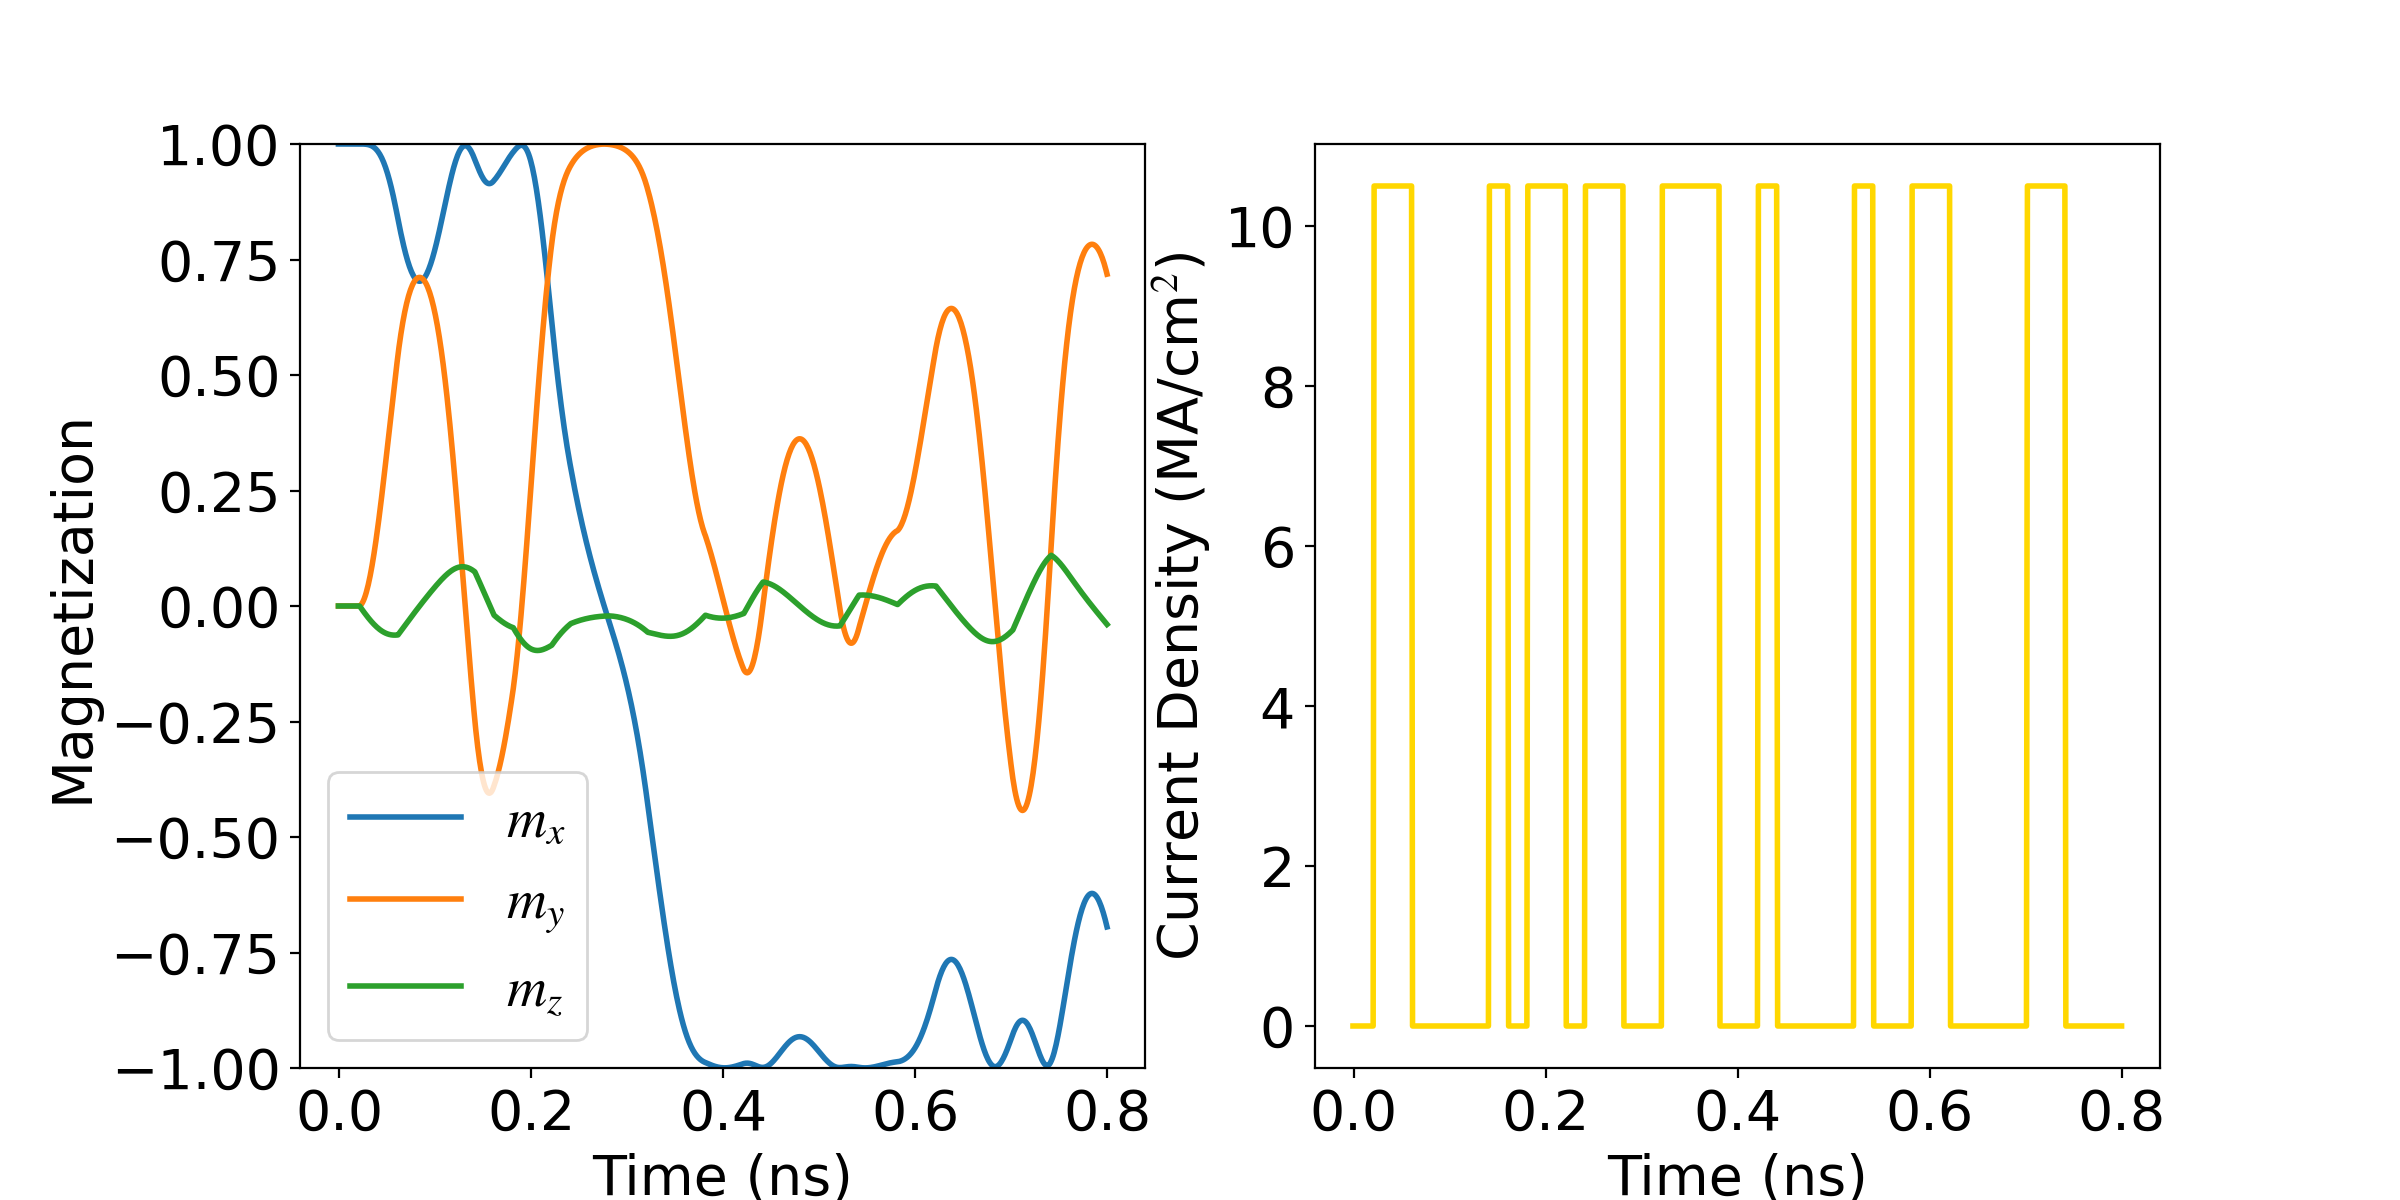 Magnetization
1.00
0.75
0.50
0.25
0.00
−0.25
−0.50
−0.75
−1.00
0.0 0.2 0.4 0.6 0.8
Time (ns)
m_x
m_y
m_z
Current Density (MA/cm²)
10
8
6
4
2
0
0.0 0.2 0.4 0.6 0.8
Time (ns)